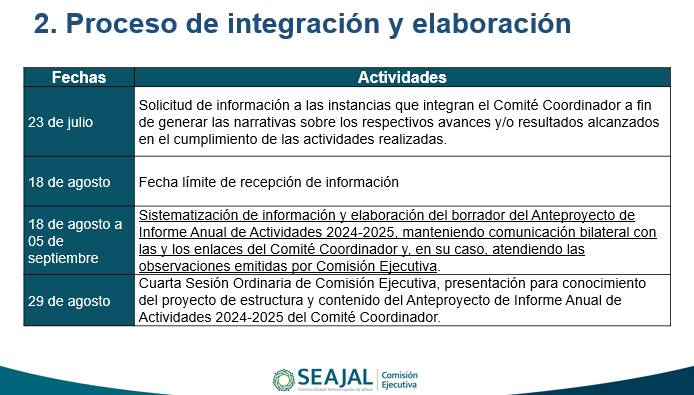 2. Proceso de integración y elaboración
Fechas
Actividades
23 de julio
Solicitud de información a las instancias que integran el Comité Coordinador a fin
de generar las narrativas sobre los respectivos avances y/o resultados alcanzados
en el cumplimiento de las actividades realizadas.
18 de agosto
Fecha límite de recepción de información
18 de agosto a
05 de
septiembre
Sistematización de información y elaboración del borrador del Anteproyecto de
Informe Anual de Actividades 2024-2025, manteniendo comunicación bilateral con
las y los enlaces del Comité Coordinador y, en su caso, atendiendo las
observaciones emitidas por Comisión Ejecutiva.
29 de agosto
Cuarta Sesión Ordinaria de Comisión Ejecutiva, presentación para conocimiento
del proyecto de estructura y contenido del Anteproyecto de Informe Anual de
Actividades 2024-2025 del Comité Coordinador.
SEAJAL
Sistema Estatal Anticorrupción de Jalisco
Comisión
Ejecutiva